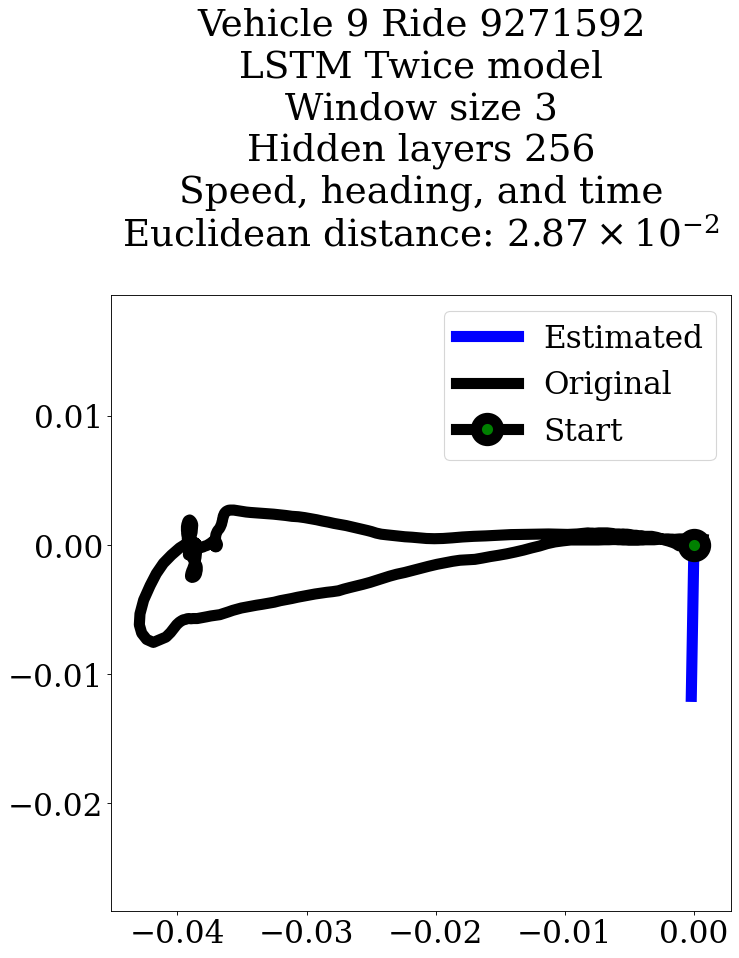 Vehicle 9 Ride 9271592
LSTM Twice model
Window size 3
Hidden layers 256
Speed, heading, and time
Euclidean distance: 2.87 × 10⁻²
Estimated
Original
Start
0.01
0.00
−0.01
−0.02
−0.04 −0.03 −0.02 −0.01 0.00